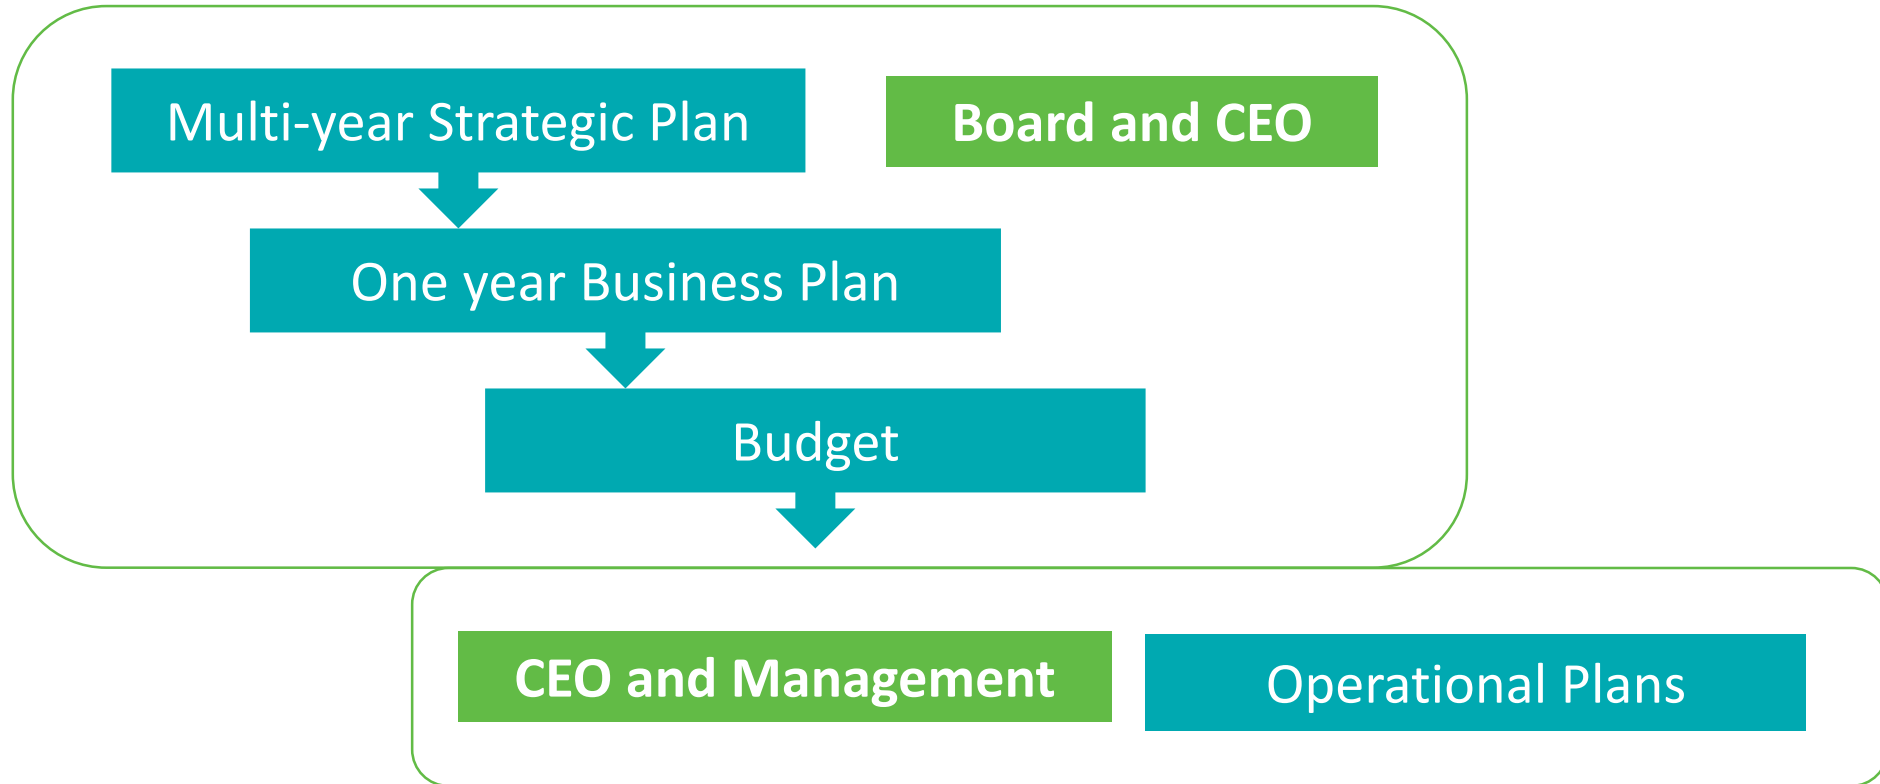 Multi-year Strategic Plan
Board and CEO
One year Business Plan
Budget
CEO and Management
Operational Plans